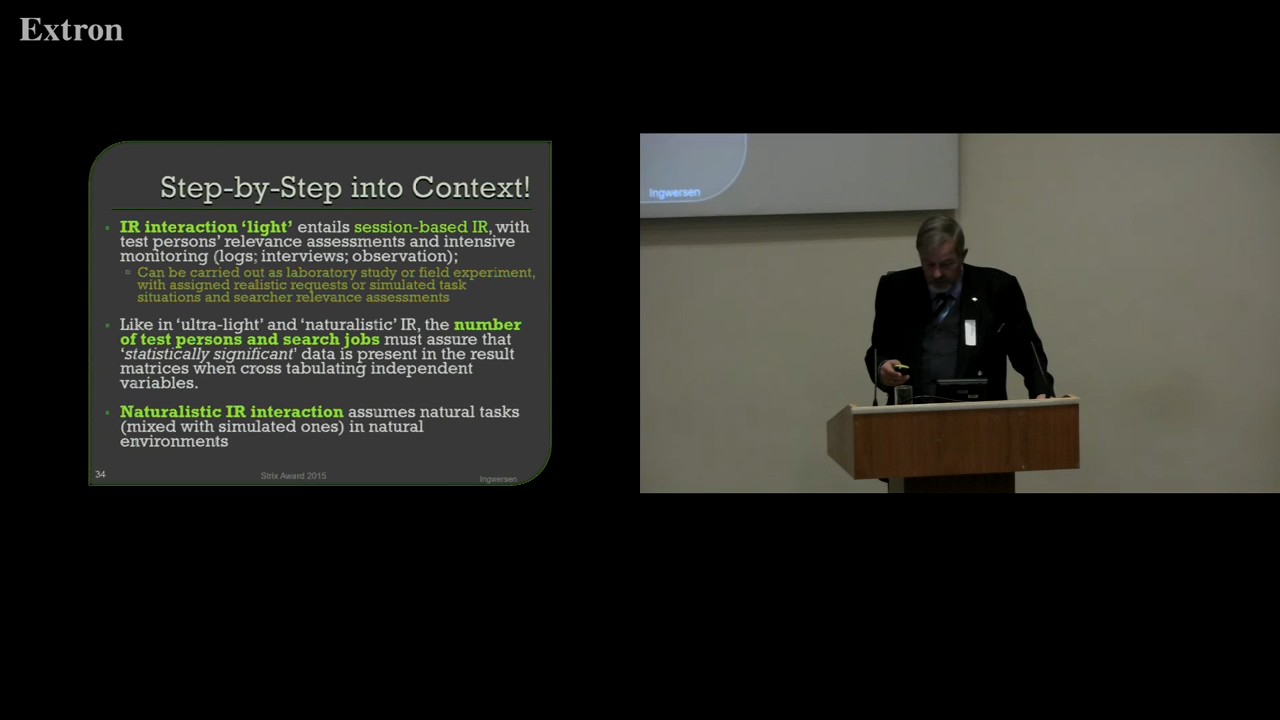 Extron
Step-by-Step into Context!
IR interaction ‘light’ entails session-based IR, with
test persons’ relevance assessments and intensive
monitoring (logs; interviews; observation);
Can be carried out as laboratory study or field experiment,
with assigned realistic requests or simulated task
situations and searcher relevance assessments
Like in ‘ultra-light’ and ‘naturalistic’ IR, the number
of test persons and search jobs must assure that
‘statistically significant’ data is present in the result
matrices when cross tabulating independent
variables.
Naturalistic IR interaction assumes natural tasks
(mixed with simulated ones) in natural
environments
34
Strix Award 2015
Ingwersen
Ingwersen